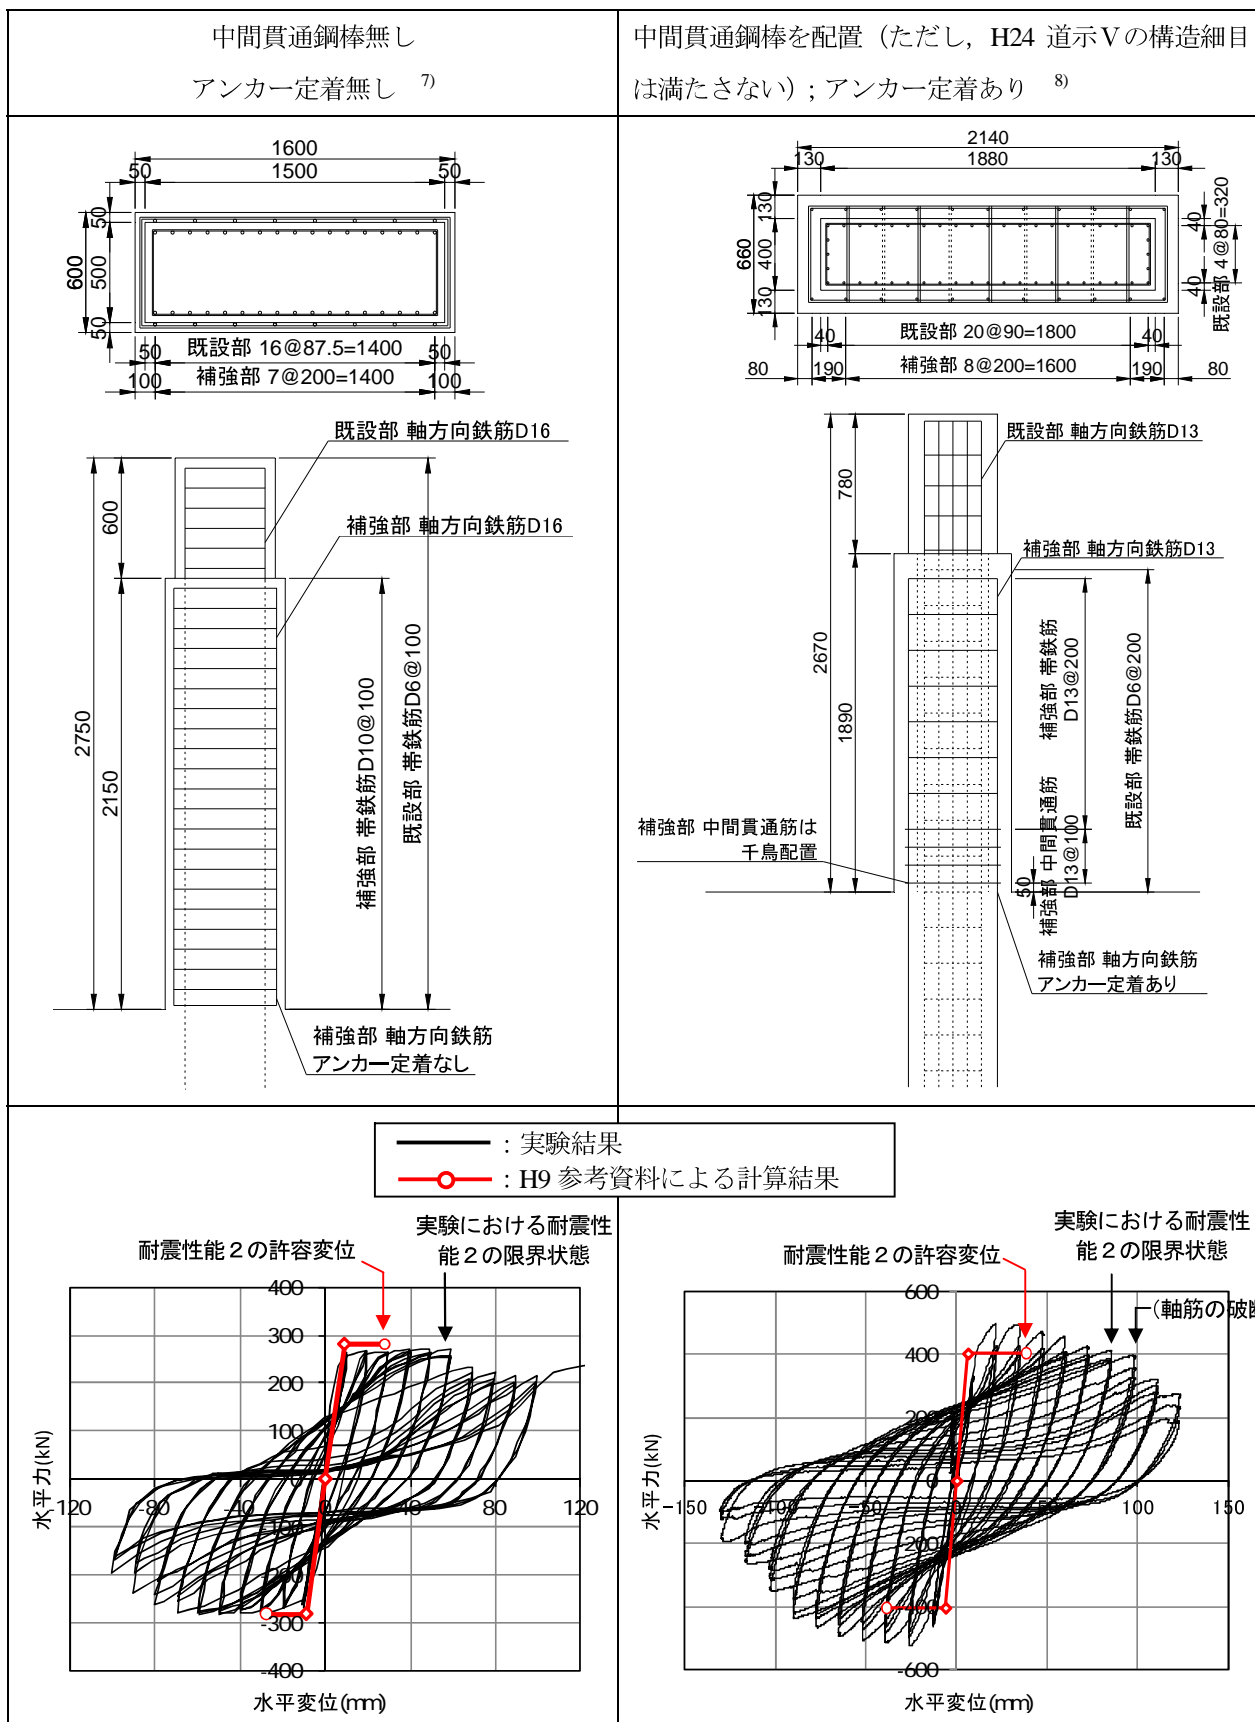 中間貫通鋼棒無し
アンカー定着無し 7)
中間貫通鋼棒を配置（ただし，H24 道示Ⅴの構造細目
は満たさない）；アンカー定着あり 8)
1600
50 1500 50
50
600 500
50
50 既設部 16@87.5=1400 50
100 補強部 7@200=1400 100
既設部 軸方向鉄筋D16
補強部 軸方向鉄筋D16
600
2750
2150
補強部 帯鉄筋D10@100
既設部 帯鉄筋D6@100
補強部 軸方向鉄筋
アンカー定着なし
2140
130 1880 130
130
660 400
130
40
40
既設部 4@80=320
40 既設部 20@90=1800 40
80 190 補強部 8@200=1600 190 80
既設部 軸方向鉄筋D13
780
補強部 軸方向鉄筋D13
2670
1890
補強部 帯鉄筋
D13@200
既設部 帯鉄筋D6@200
補強部 中間貫通筋
D13@100
50
補強部 中間貫通筋は
千鳥配置
補強部 軸方向鉄筋
アンカー定着あり
: 実験結果
: H9 参考資料による計算結果
実験における耐震性
能２の限界状態
耐震性能２の許容変位
400
300
200
100
0
-120 -80 -40 40 80 120
-100
-200
-300
-400
水平力(kN)
水平変位(mm)
実験における耐震性
能２の限界状態
耐震性能２の許容変位
(軸筋の破断
600
400
200
0
-150 -100 -50 50 100 150
-200
-400
-600
水平力(kN)
水平変位(mm)